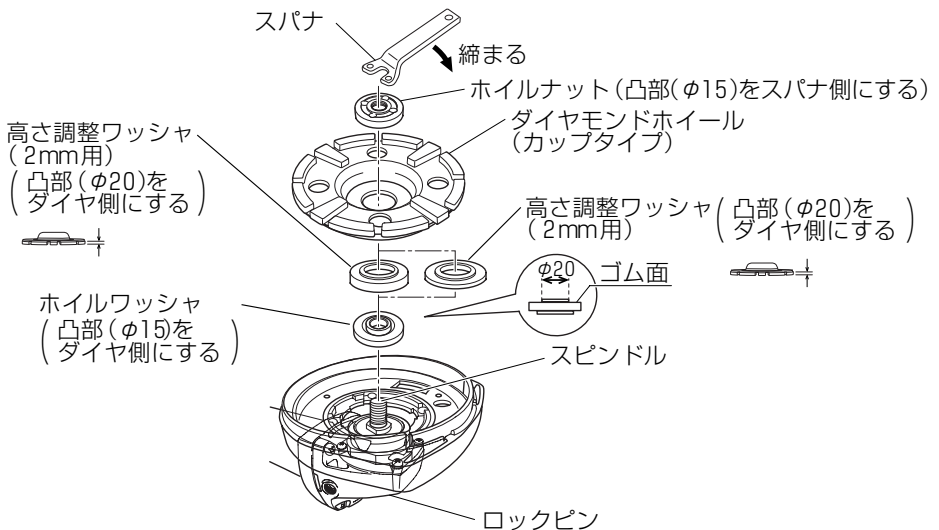 スパナ
締まる
ホイルナット(凸部(φ15)をスパナ側にする)
ダイヤモンドホイール
(カップタイプ)
高さ調整ワッシャ
(2mm用)
(凸部(φ20)を
ダイヤ側にする)
高さ調整ワッシャ
(2mm用)
(凸部(φ20)を
ダイヤ側にする)
φ20
ゴム面
ホイルワッシャ
(凸部(φ15)を
ダイヤ側にする)
スピンドル
ロックピン